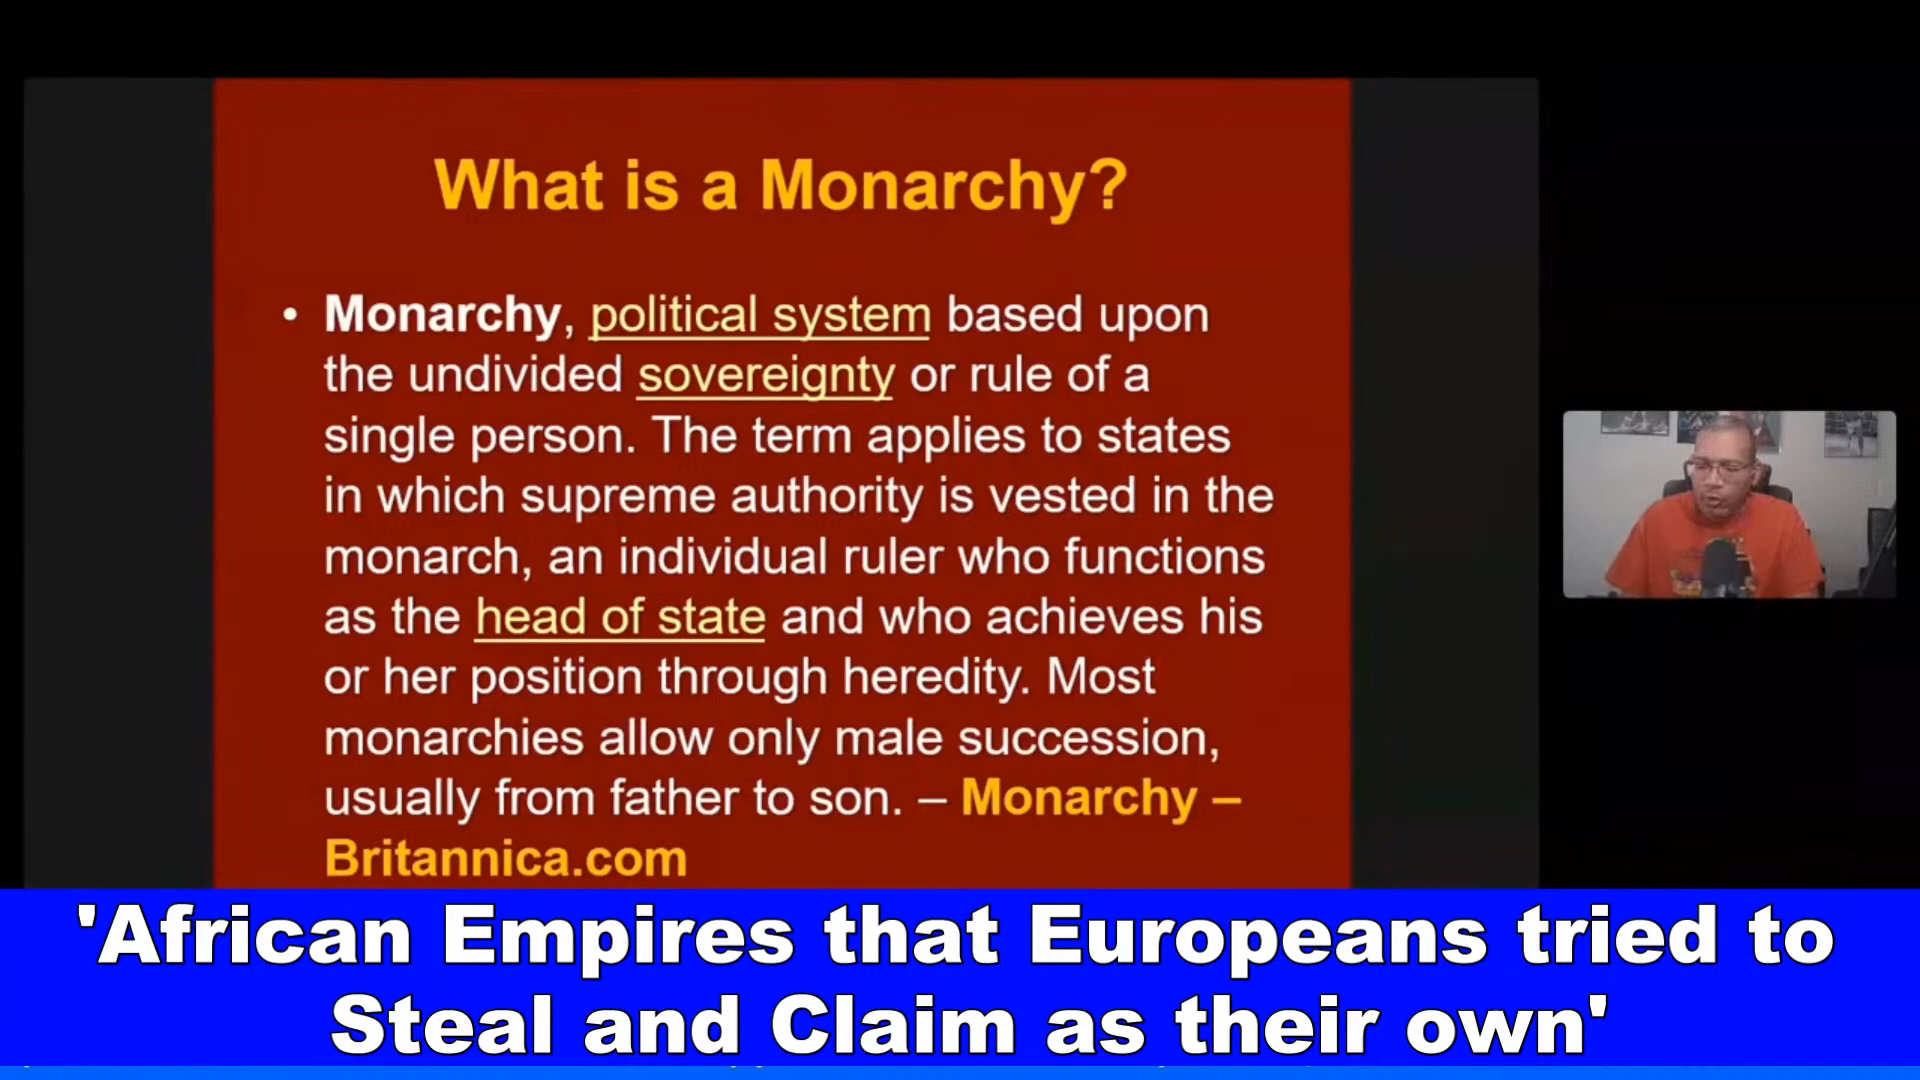 What is a Monarchy?
• Monarchy, political system based upon
the undivided sovereignty or rule of a
single person. The term applies to states
in which supreme authority is vested in the
monarch, an individual ruler who functions
as the head of state and who achieves his
or her position through heredity. Most
monarchies allow only male succession,
usually from father to son. – Monarchy –
Britannica.com
'African Empires that Europeans tried to
Steal and Claim as their own'